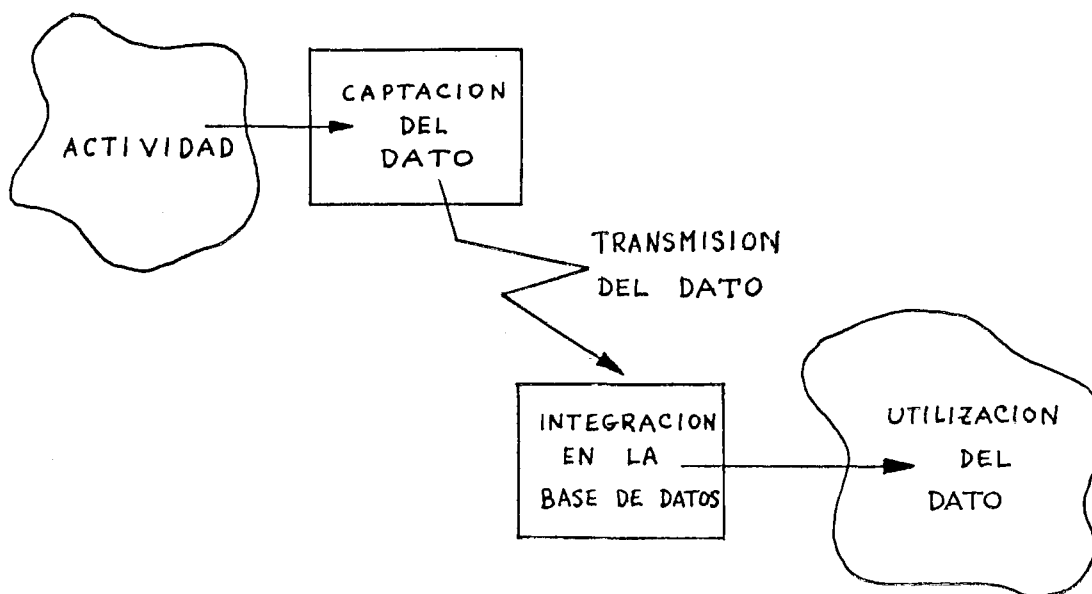 ACTIVIDAD
CAPTACION
DEL
DATO
TRANSMISION
DEL DATO
INTEGRACION
EN LA
BASE DE DATOS
UTILIZACION
DEL
DATO